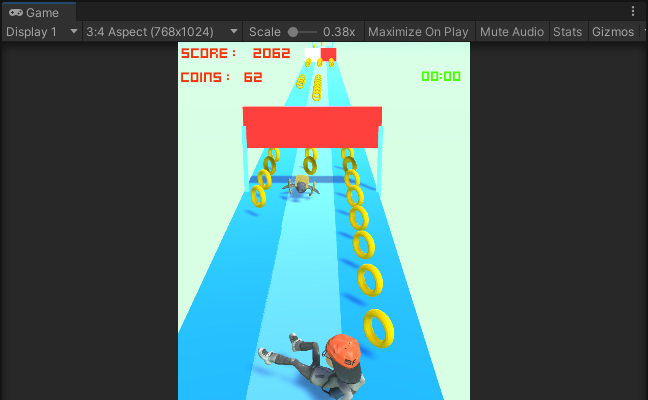 Game
Display 1
3:4 Aspect (768x1024)
Scale
0.38x
Maximize On Play
Mute Audio
Stats
Gizmos
SCORE: 2062
COINS: 62
00:00
SF